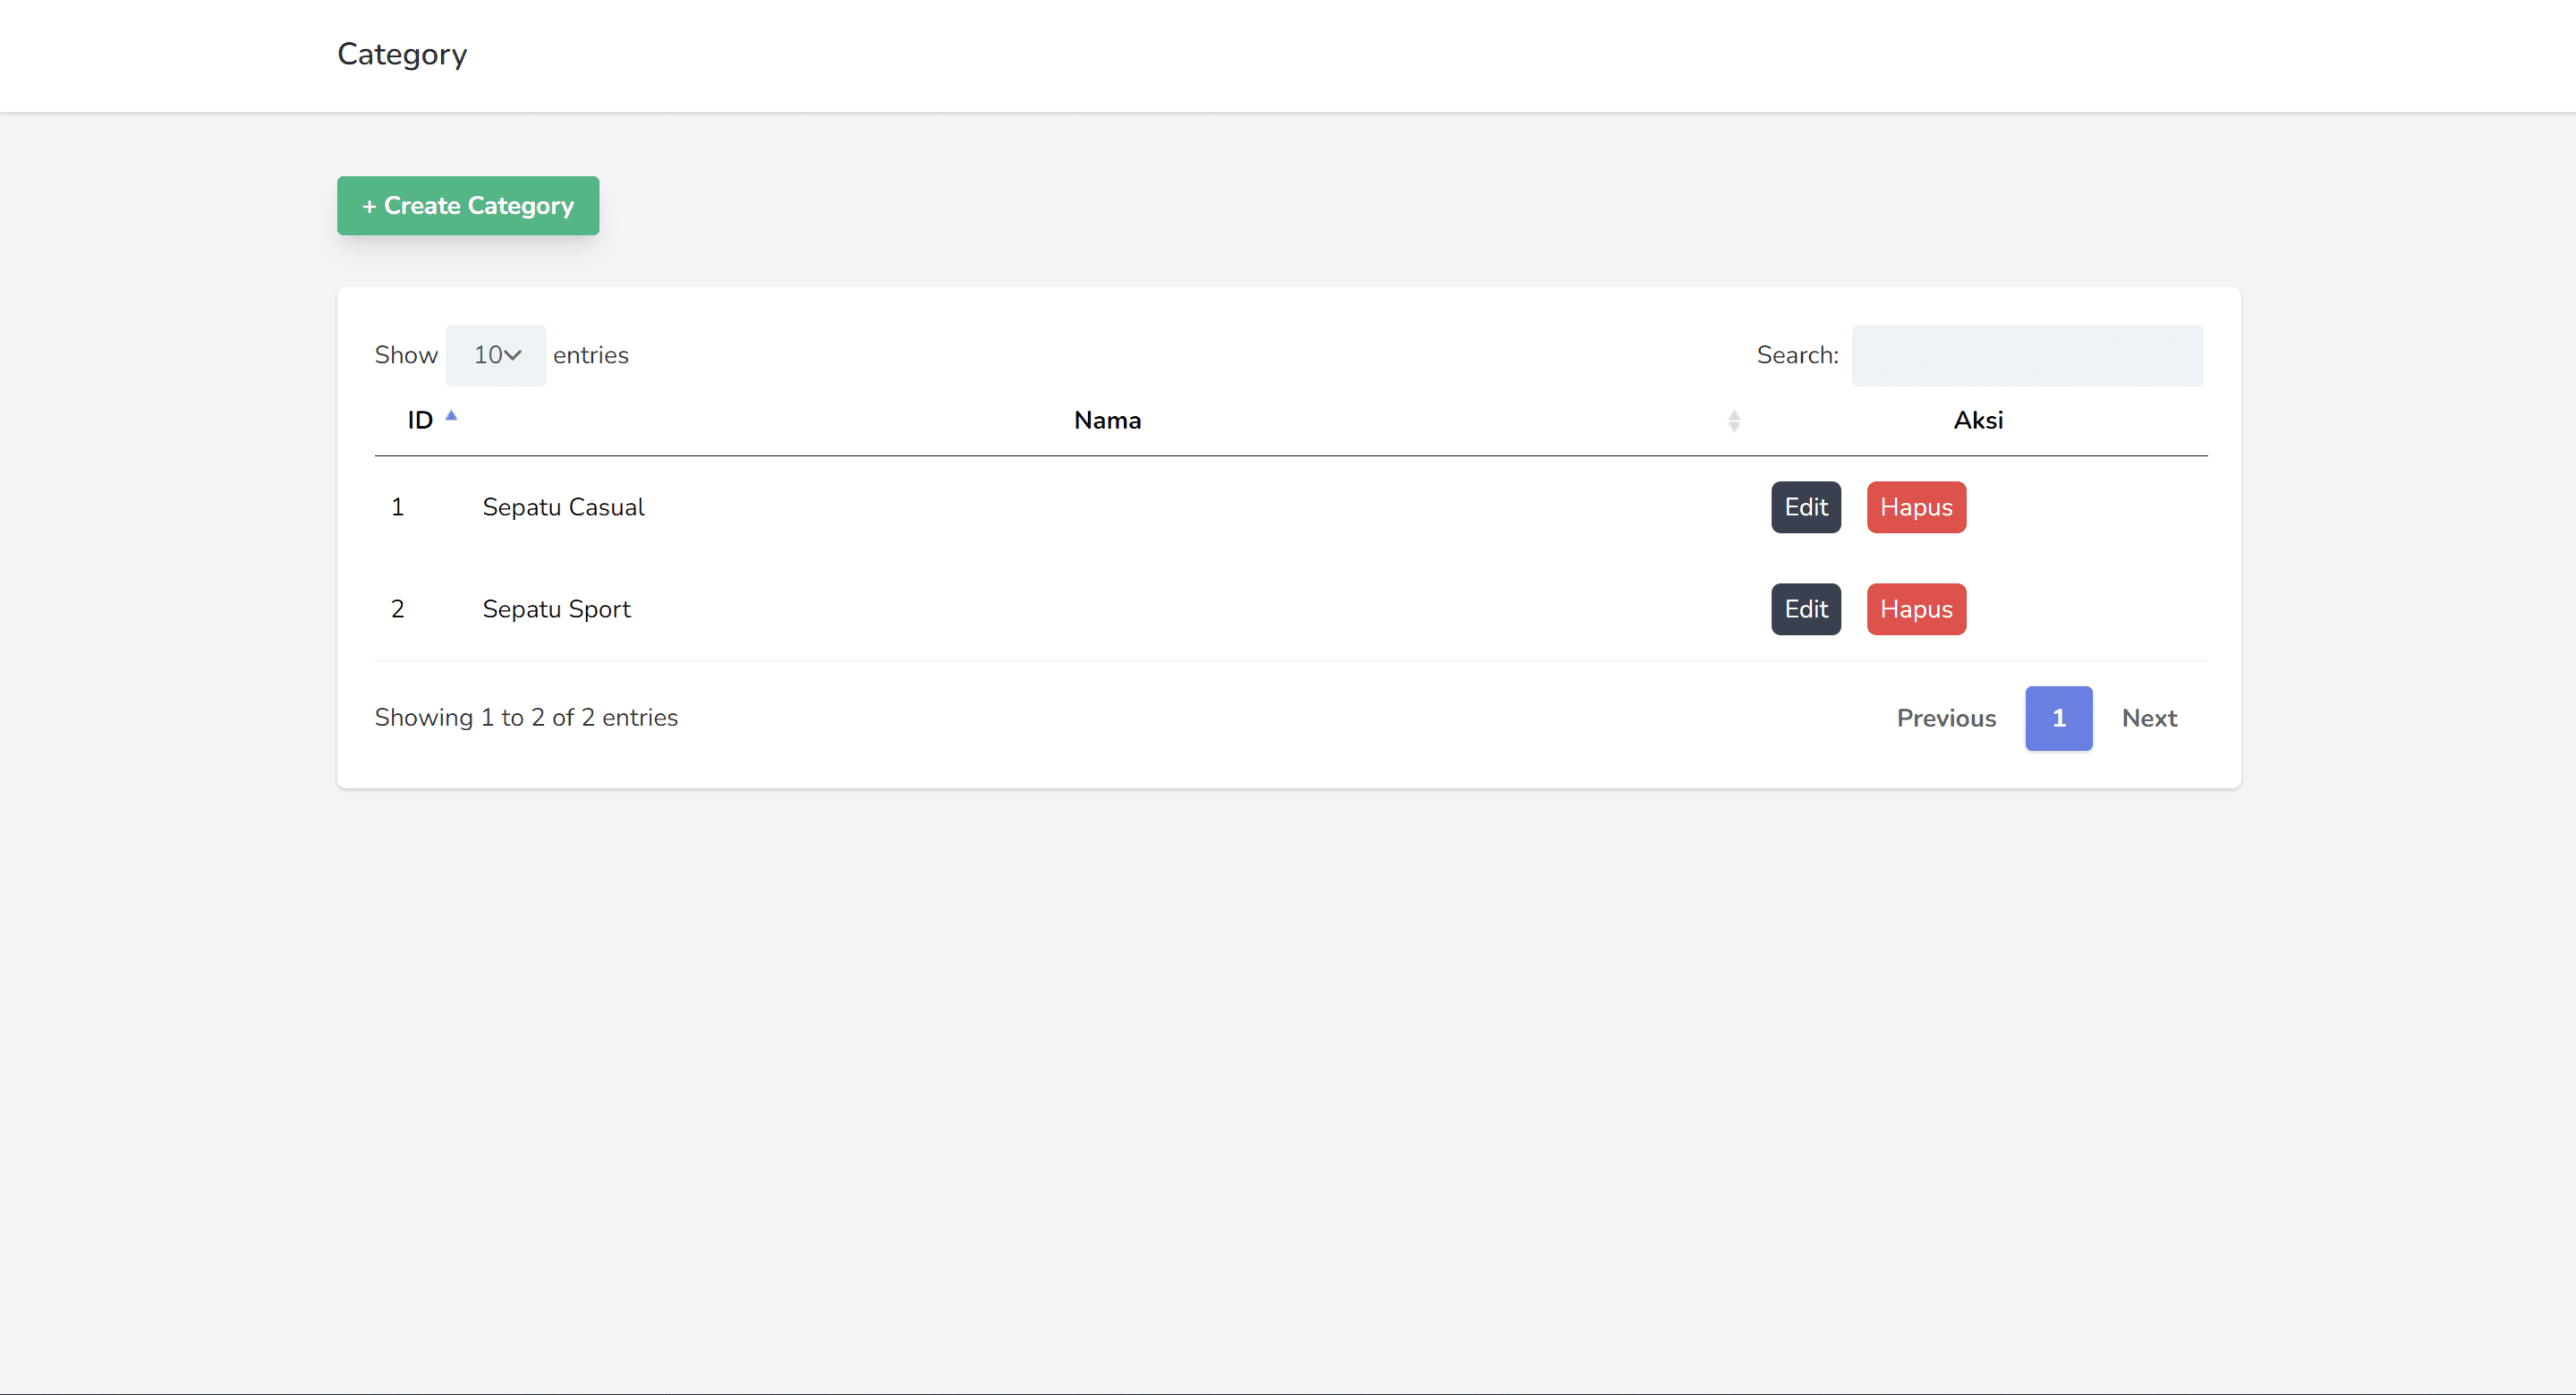 Category
+ Create Category
Show 10 entries
Search:
ID Nama Aksi
1 Sepatu Casual Edit Hapus
2 Sepatu Sport Edit Hapus
Showing 1 to 2 of 2 entries
Previous 1 Next